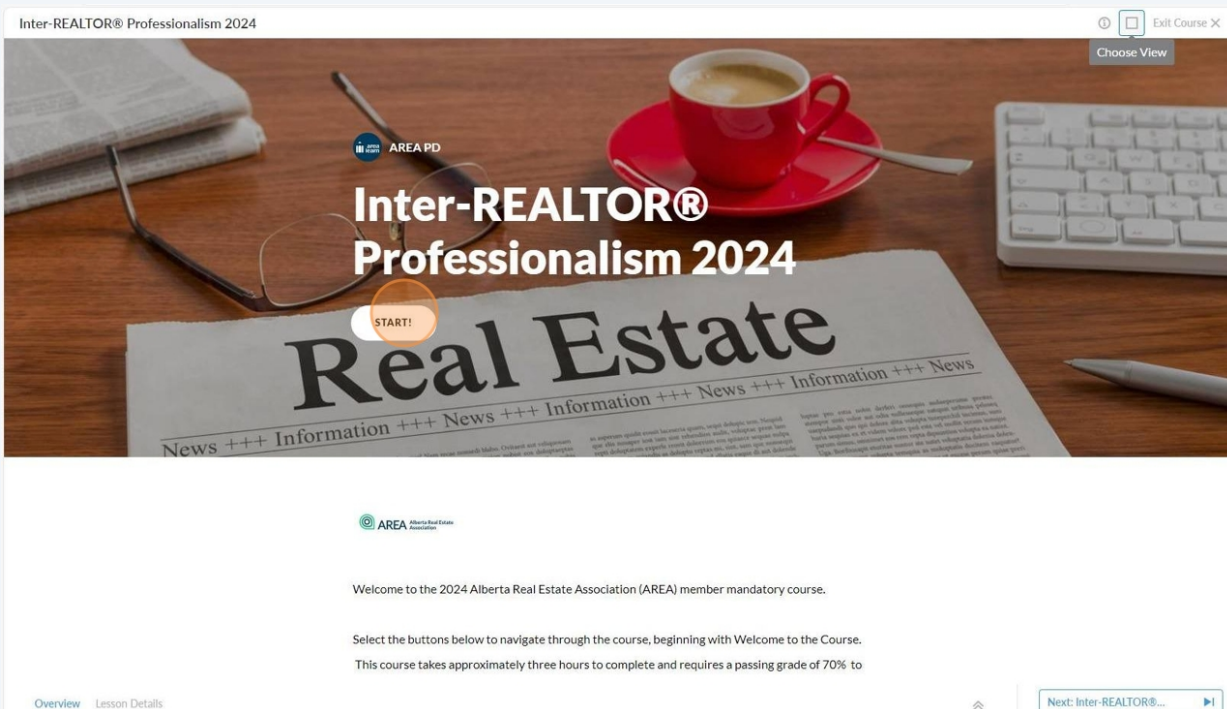 Inter-REALTOR® Professionalism 2024
Exit Course
Choose View
area
learn
AREA PD
Inter-REALTOR®
Professionalism 2024
START!
Real Estate
News +++ Information +++ News +++ Information +++ News
AREA Alberta Real Estate
Association
Welcome to the 2024 Alberta Real Estate Association (AREA) member mandatory course.
Select the buttons below to navigate through the course, beginning with Welcome to the Course.
This course takes approximately three hours to complete and requires a passing grade of 70% to
Overview Lesson Details
Next: Inter-REALTOR®...